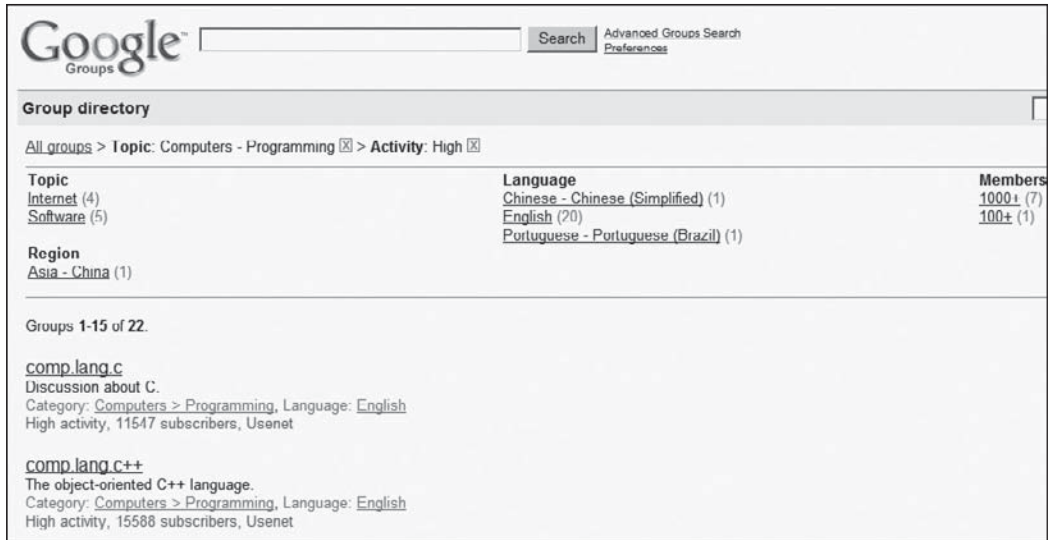 Google™
Groups
Search
Advanced Groups Search
Preferences
Group directory
All groups > Topic: Computers - Programming ☒ > Activity: High ☒
Topic
Internet (4)
Software (5)
Region
Asia - China (1)
Language
Chinese - Chinese (Simplified) (1)
English (20)
Portuguese - Portuguese (Brazil) (1)
Members
1000+ (7)
100+ (1)
Groups 1-15 of 22.
comp.lang.c
Discussion about C.
Category: Computers > Programming, Language: English
High activity, 11547 subscribers, Usenet
comp.lang.c++
The object-oriented C++ language.
Category: Computers > Programming, Language: English
High activity, 15588 subscribers, Usenet